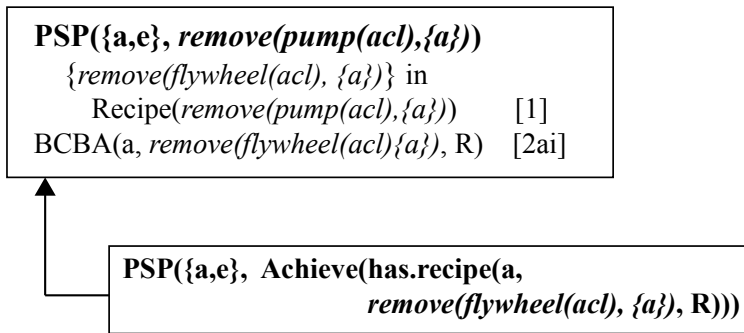 PSP({a,e}, remove(pump(acl),{a}))
{remove(flywheel(acl), {a})} in
Recipe(remove(pump(acl),{a})) [1]
BCBA(a, remove(flywheel(acl){a}), R) [2ai]
PSP({a,e}, Achieve(has.recipe(a,
remove(flywheel(acl), {a}), R)))